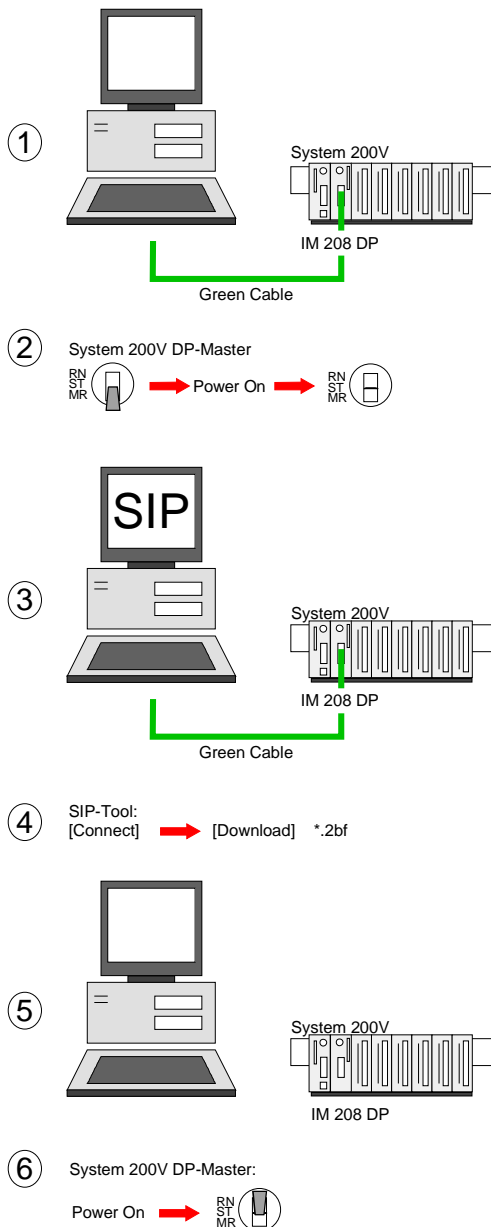 1
System 200V
IM 208 DP
Green Cable
2
System 200V DP-Master
RN
ST
MR
Power On
RN
ST
MR
SIP
3
System 200V
IM 208 DP
Green Cable
4
SIP-Tool:
[Connect] [Download] *.2bf
5
System 200V
IM 208 DP
6
System 200V DP-Master:
Power On
RN
ST
MR